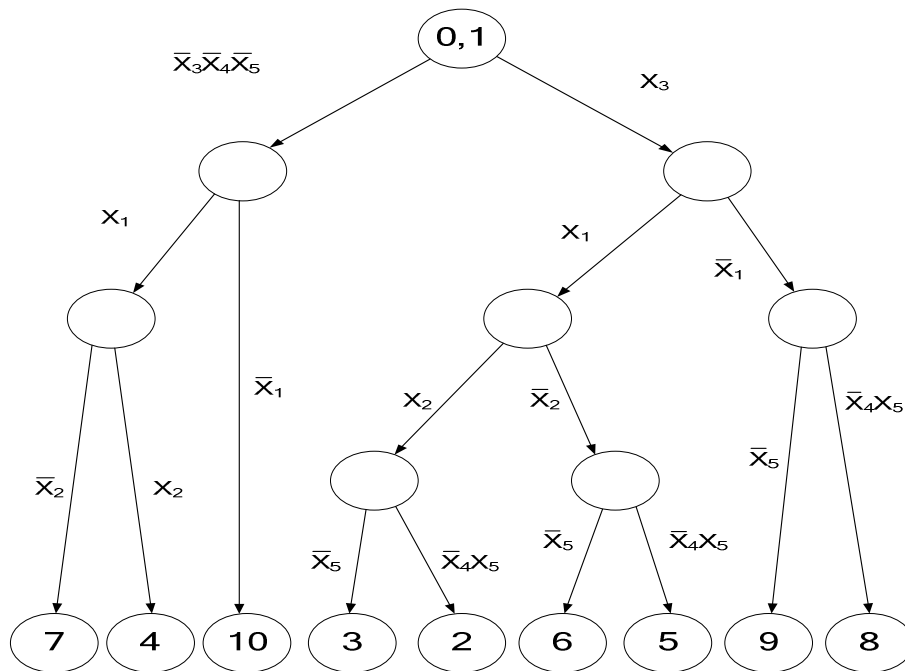 0,1
X̅₃X̅₄X̅₅
X₃
X₁
X₁
X̅₁
X̅₁
X₂
X̅₂
X̅₄X₅
X̅₂
X₂
X̅₅
X̅₅
X̅₄X₅
X̅₅
X̅₄X₅
7
4
10
3
2
6
5
9
8